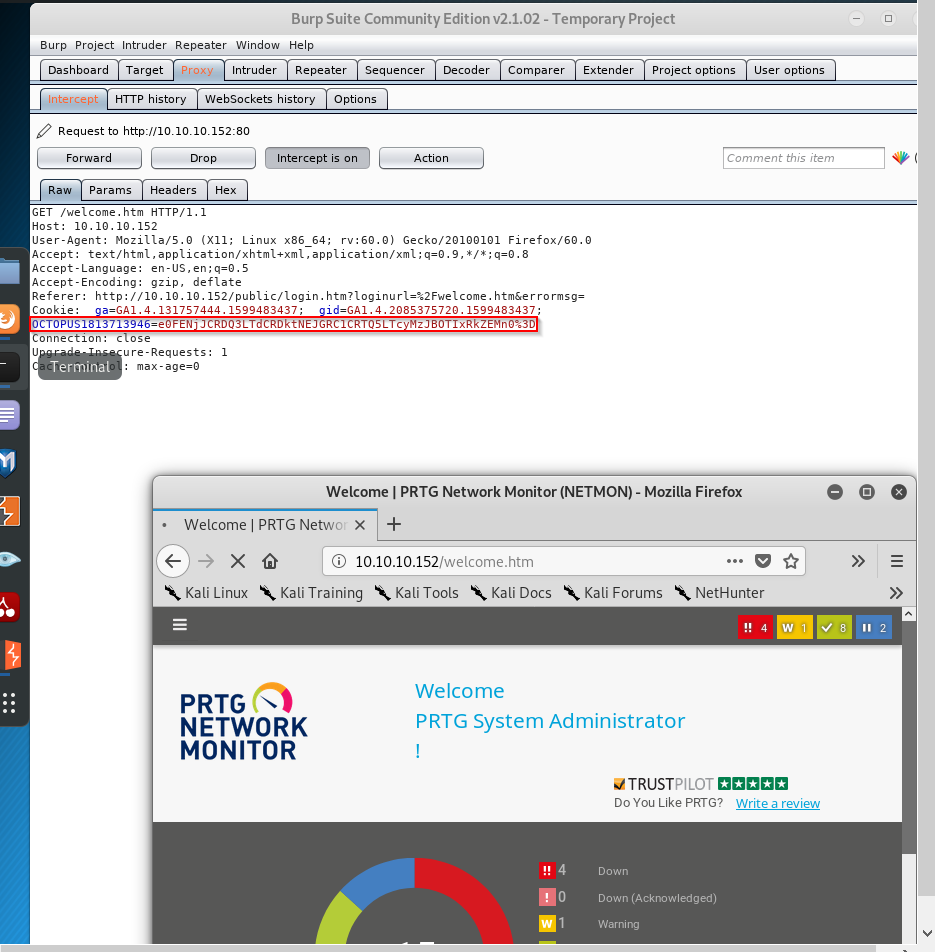 Burp Suite Community Edition v2.1.02 - Temporary Project
Burp Project Intruder Repeater Window Help
Dashboard Target Proxy Intruder Repeater Sequencer Decoder Comparer Extender Project options User options
Intercept HTTP history WebSockets history Options
Request to http://10.10.10.152:80
Forward Drop Intercept is on Action Comment this item
Raw Params Headers Hex
GET /welcome.htm HTTP/1.1
Host: 10.10.10.152
User-Agent: Mozilla/5.0 (X11; Linux x86_64; rv:60.0) Gecko/20100101 Firefox/60.0
Accept: text/html,application/xhtml+xml,application/xml;q=0.9,*/*;q=0.8
Accept-Language: en-US,en;q=0.5
Accept-Encoding: gzip, deflate
Referer: http://10.10.10.152/public/login.htm?loginurl=%2Fwelcome.htm&errormsg=
Cookie: _ga=GA1.4.131757444.1599483437; _gid=GA1.4.2085375720.1599483437;
OCTOPUS1813713946=e0FENjJCRDQ3LTdCRDktNEJGRC1CRTQ5LTcyMzJBOTIxRkZEMn0%3D
Connection: close
Upgrade-Insecure-Requests: 1
: max-age=0
Terminal
Welcome | PRTG Network Monitor (NETMON) - Mozilla Firefox
Welcome | PRTG Networ
10.10.10.152/welcome.htm
Kali Linux Kali Training Kali Tools Kali Docs Kali Forums NetHunter
!! 4 W 1 8 2
PRTG
NETWORK
MONITOR
Welcome
PRTG System Administrator
!
TRUSTPILOT
Do You Like PRTG? Write a review
!! 4 Down
! 0 Down (Acknowledged)
W 1 Warning